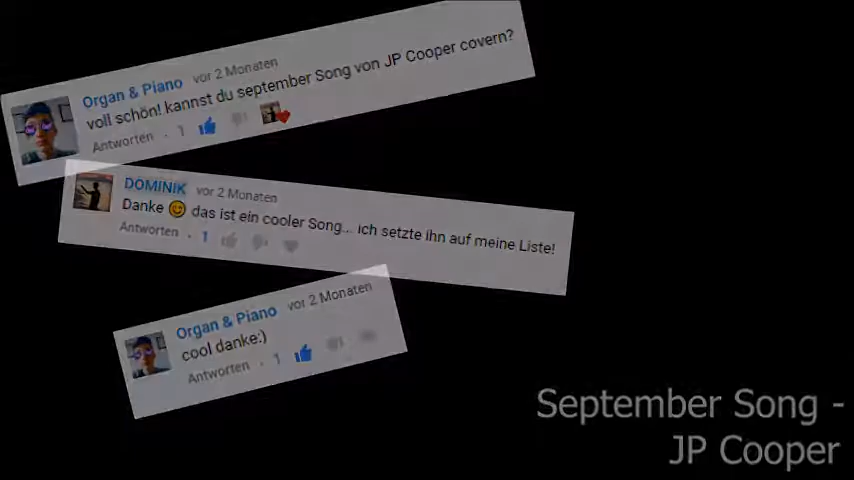 Organ & Piano vor 2 Monaten
voll schön! kannst du september Song von JP Cooper covern?
Antworten · 1
DOMINIK vor 2 Monaten
Danke 😊 das ist ein cooler Song... ich setzte ihn auf meine Liste!
Antworten · 1
Organ & Piano vor 2 Monaten
cool danke:)
Antworten · 1
September Song -
JP Cooper